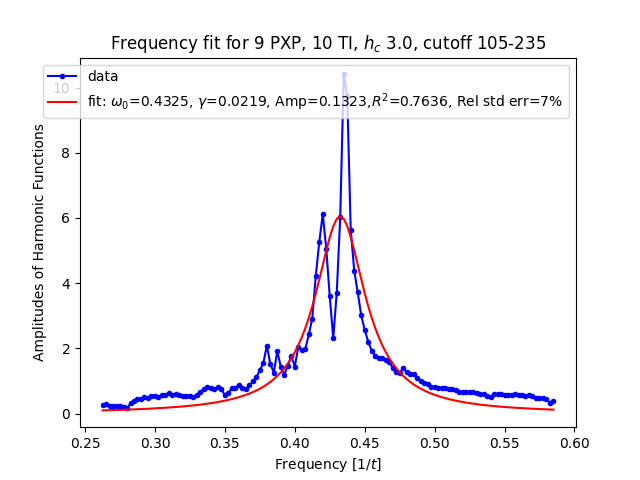 Frequency fit for 9 PXP, 10 TI, $h_c$ 3.0, cutoff 105-235
data
fit: $\omega_0$=0.4325, $\gamma$=0.0219, Amp=0.1323,$R^2$=0.7636, Rel std err=7%
Amplitudes of Harmonic Functions
10
8
6
4
2
0
0.25 0.30 0.35 0.40 0.45 0.50 0.55 0.60
Frequency [1/$t$]